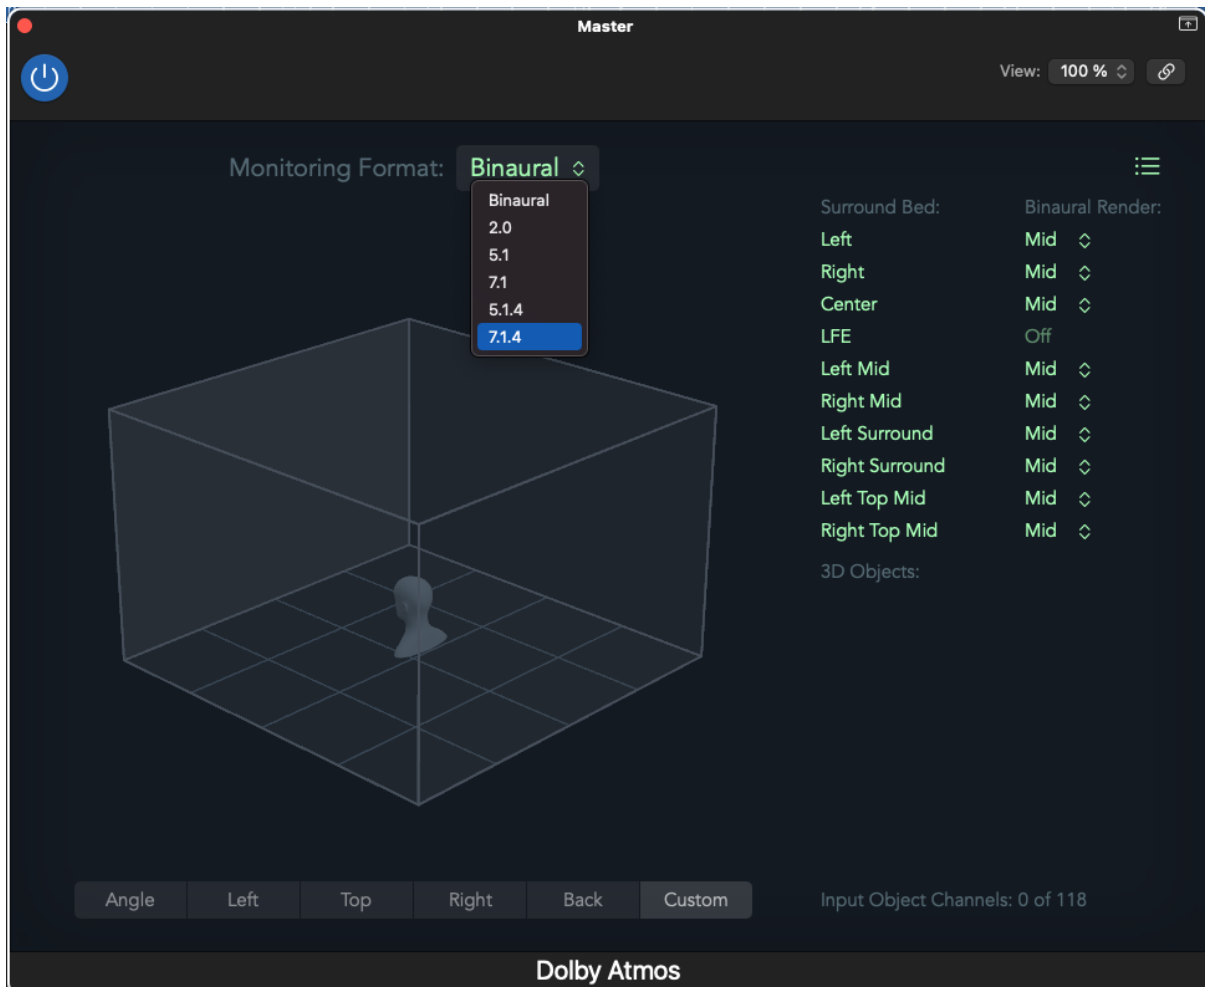 Master
View: 100 %
Monitoring Format: Binaural
Binaural
2.0
5.1
7.1
5.1.4
7.1.4
Surround Bed: Binaural Render:
Left Mid
Right Mid
Center Mid
LFE Off
Left Mid Mid
Right Mid Mid
Left Surround Mid
Right Surround Mid
Left Top Mid Mid
Right Top Mid Mid
3D Objects:
Angle Left Top Right Back Custom
Input Object Channels: 0 of 118
Dolby Atmos